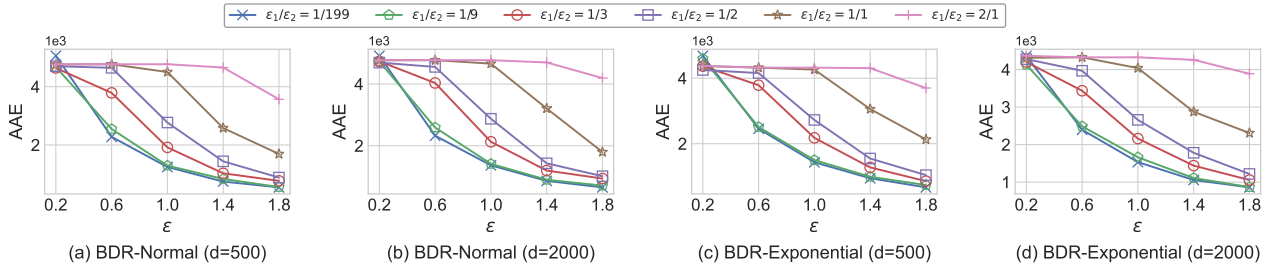 ε₁/ε₂ = 1/199 ε₁/ε₂ = 1/9 ε₁/ε₂ = 1/3 ε₁/ε₂ = 1/2 ε₁/ε₂ = 1/1 ε₁/ε₂ = 2/1
1e3
AAE
4
2
0.2 0.6 1.0 1.4 1.8
ε
(a) BDR-Normal (d=500)
1e3
AAE
4
2
0.2 0.6 1.0 1.4 1.8
ε
(b) BDR-Normal (d=2000)
1e3
AAE
4
2
0.2 0.6 1.0 1.4 1.8
ε
(c) BDR-Exponential (d=500)
1e3
AAE
4
3
2
1
0.2 0.6 1.0 1.4 1.8
ε
(d) BDR-Exponential (d=2000)